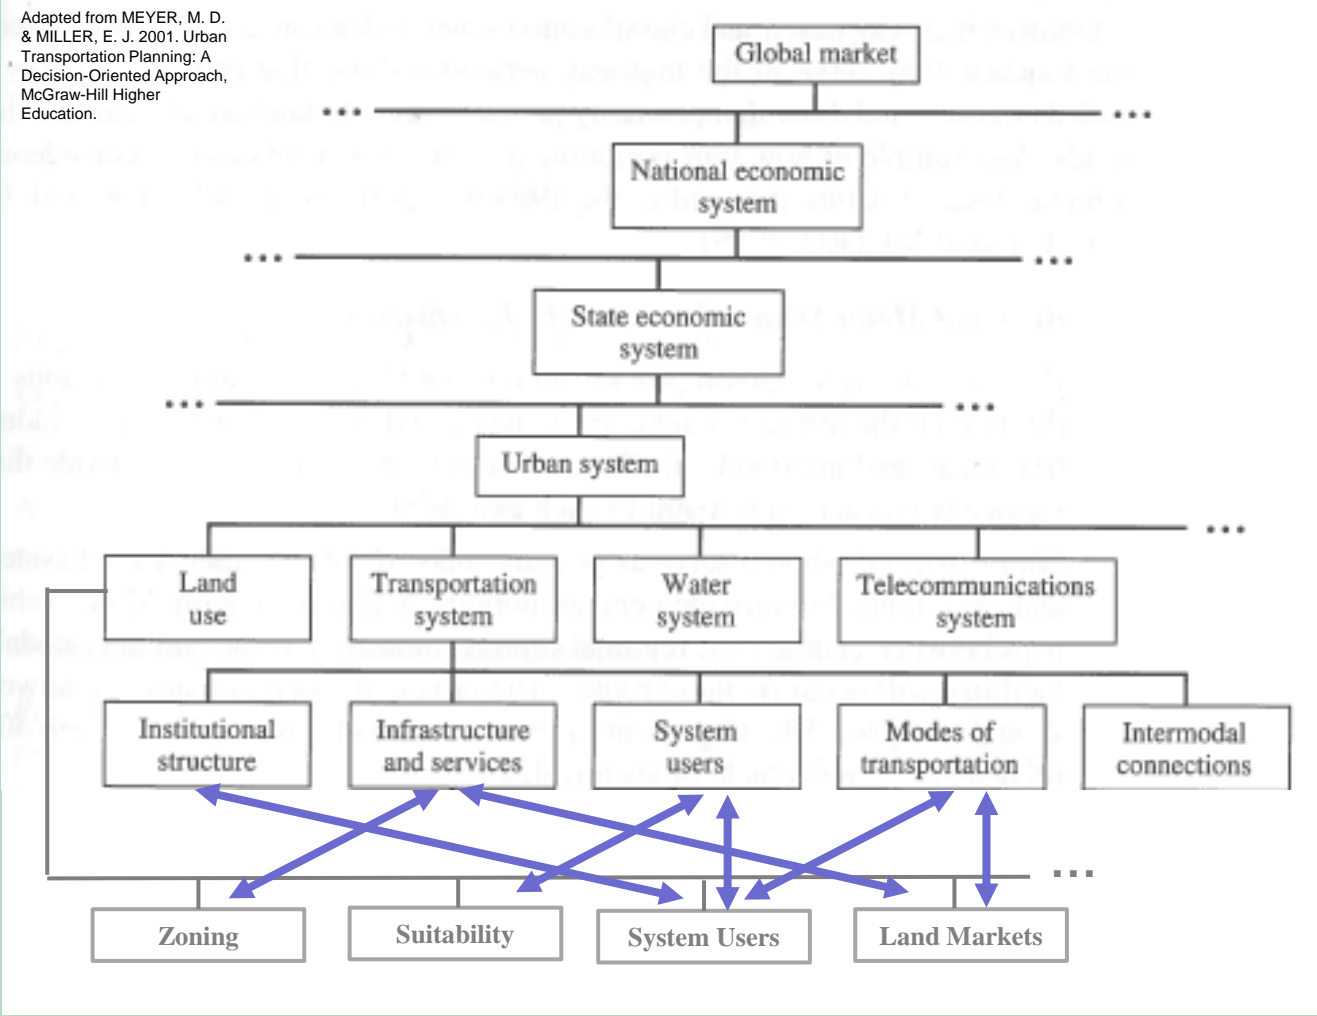 Adapted from MEYER, M. D.
& MILLER, E. J. 2001. Urban
Transportation Planning: A
Decision-Oriented Approach,
McGraw-Hill Higher
Education.
Global market
National economic
system
State economic
system
Urban system
Land
use
Transportation
system
Water
system
Telecommunications
system
Institutional
structure
Infrastructure
and services
System
users
Modes of
transportation
Intermodal
connections
Zoning
Suitability
System Users
Land Markets